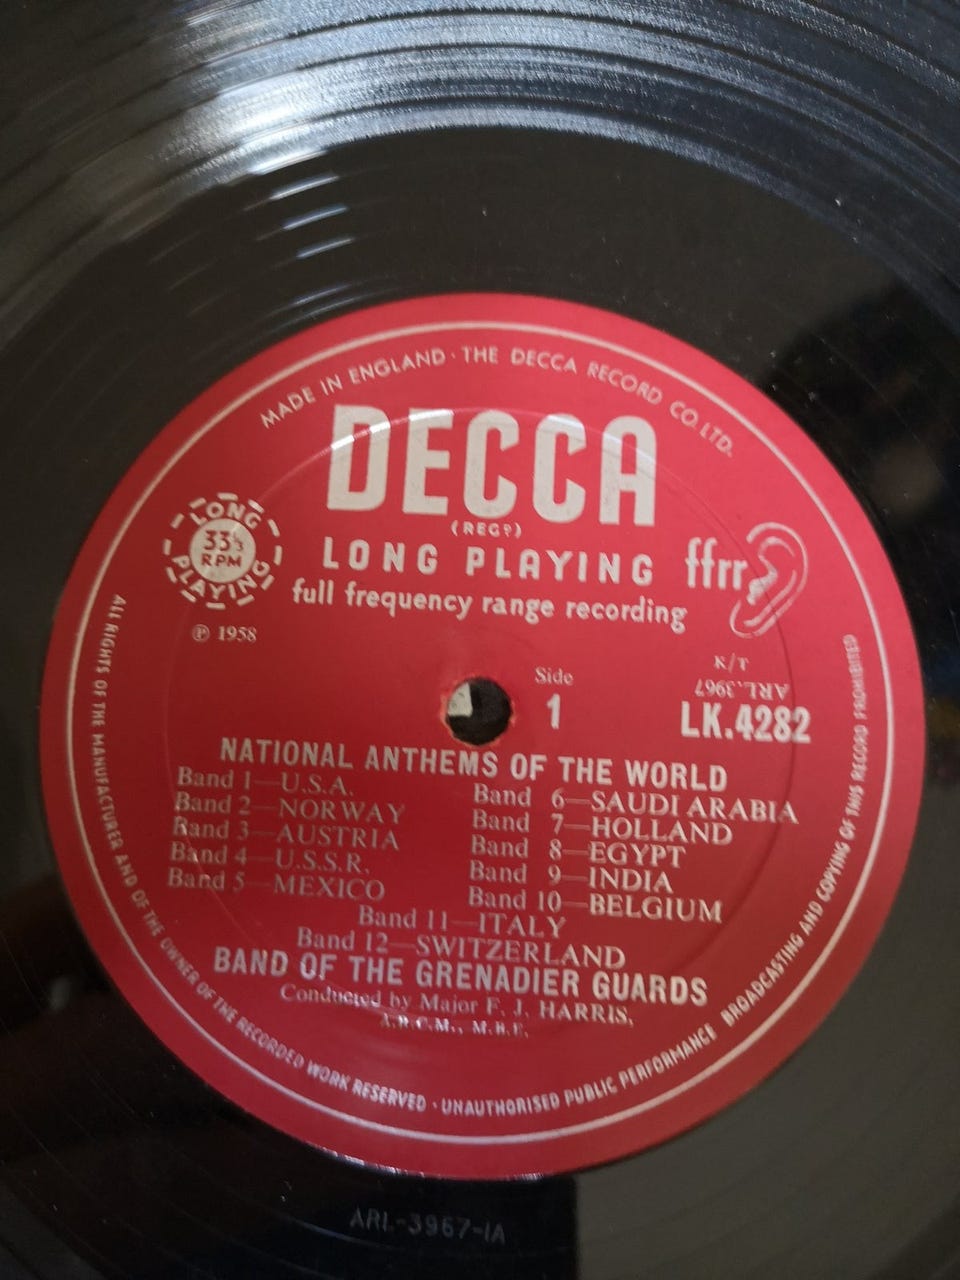 MADE IN ENGLAND · THE DECCA RECORD CO. LTD.
DECCA
(REGᴰ)
LONG PLAYING
ffrr
full frequency range recording
LONG
33⅓
RPM
PLAYING
℗ 1958
K/T
ARL.3967
Side
1
LK.4282
NATIONAL ANTHEMS OF THE WORLD
Band 1—U.S.A.
Band 2—NORWAY
Band 3—AUSTRIA
Band 4—U.S.S.R.
Band 5—MEXICO
Band 6—SAUDI ARABIA
Band 7—HOLLAND
Band 8—EGYPT
Band 9—INDIA
Band 10—BELGIUM
Band 11—ITALY
Band 12—SWITZERLAND
BAND OF THE GRENADIER GUARDS
Conducted by Major F. J. HARRIS,
A.R.C.M., M.B.E.
ALL RIGHTS OF THE MANUFACTURER AND OF THE OWNER OF THE RECORDED WORK RESERVED · UNAUTHORISED PUBLIC PERFORMANCE BROADCASTING AND COPYING OF THIS RECORD PROHIBITED
ARL-3967-1A